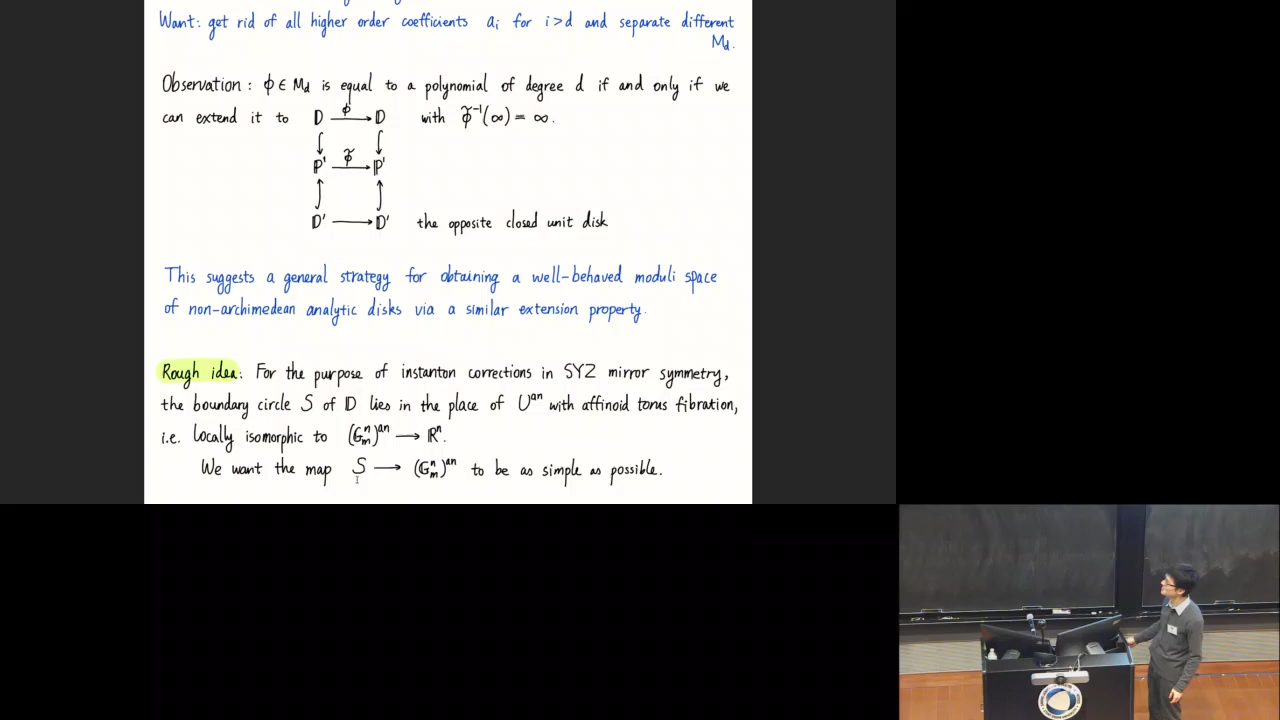 Want: get rid of all higher order coefficients aᵢ for i>d and separate different
M_d.
Observation: ϕ ∈ M_d is equal to a polynomial of degree d if and only if we
can extend it to 𝔻 —ϕ→ 𝔻 with ϕ̃⁻¹(∞) = ∞.
ℙ¹ —ϕ̃→ ℙ¹
𝔻' ⟶ 𝔻' the opposite closed unit disk
This suggests a general strategy for obtaining a well-behaved moduli space
of non-archimedean analytic disks via a similar extension property.
Rough idea: For the purpose of instanton corrections in SYZ mirror symmetry,
the boundary circle S of 𝔻 lies in the place of Uᵃⁿ with affinoid torus fibration,
i.e. locally isomorphic to (𝔾ₘⁿ)ᵃⁿ ⟶ ℝⁿ.
We want the map S ⟶ (𝔾ₘⁿ)ᵃⁿ to be as simple as possible.